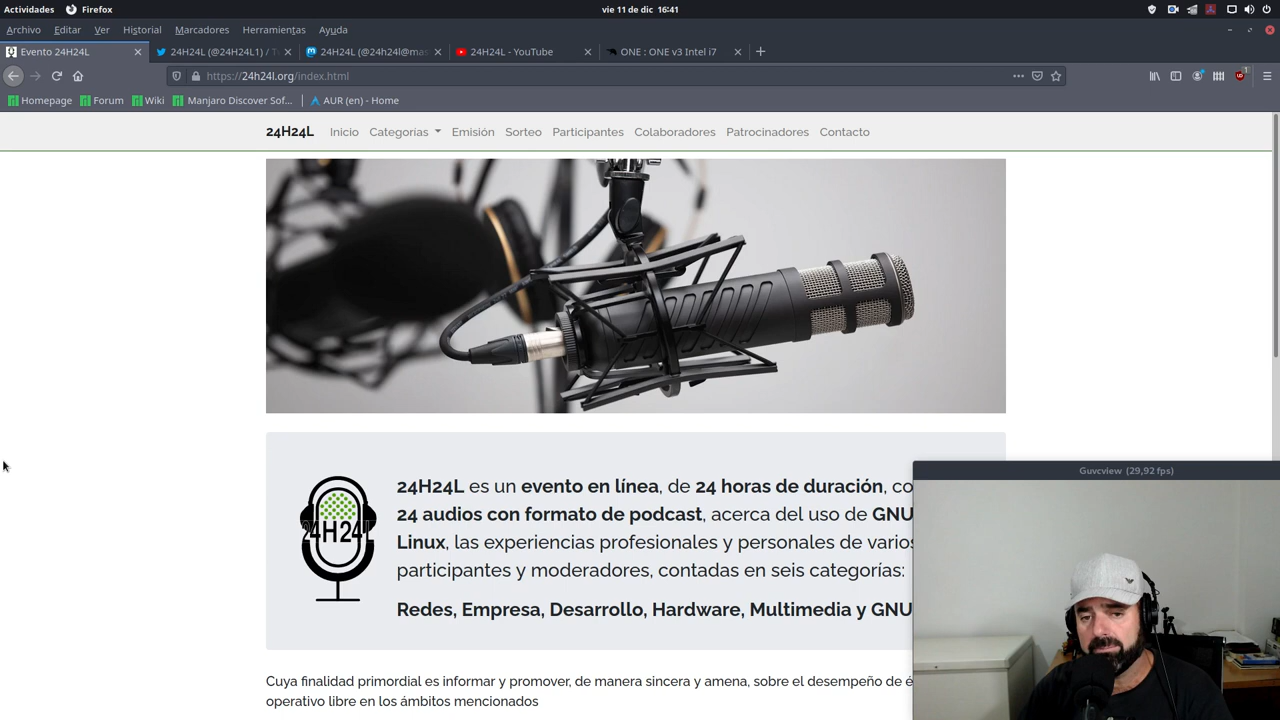 Actividades Firefox vie 11 de dic 16:41
Archivo Editar Ver Historial Marcadores Herramientas Ayuda
Evento 24H24L 24H24L (@24H24L1) / T 24H24L (@24h24l@mas 24H24L - YouTube ONE : ONE v3 Intel i7
https://24h24l.org/index.html
Homepage Forum Wiki Manjaro Discover Sof... AUR (en) - Home
24H24L Inicio Categorías Emisión Sorteo Participantes Colaboradores Patrocinadores Contacto
24H24L es un evento en línea, de 24 horas de duración, co
24 audios con formato de podcast, acerca del uso de GNU
Linux, las experiencias profesionales y personales de vario
participantes y moderadores, contadas en seis categorías:
24H24L
Redes, Empresa, Desarrollo, Hardware, Multimedia y GNU
Cuya finalidad primordial es informar y promover, de manera sincera y amena, sobre el desempeño de é
operativo libre en los ámbitos mencionados
Guvcview (29,92 fps)